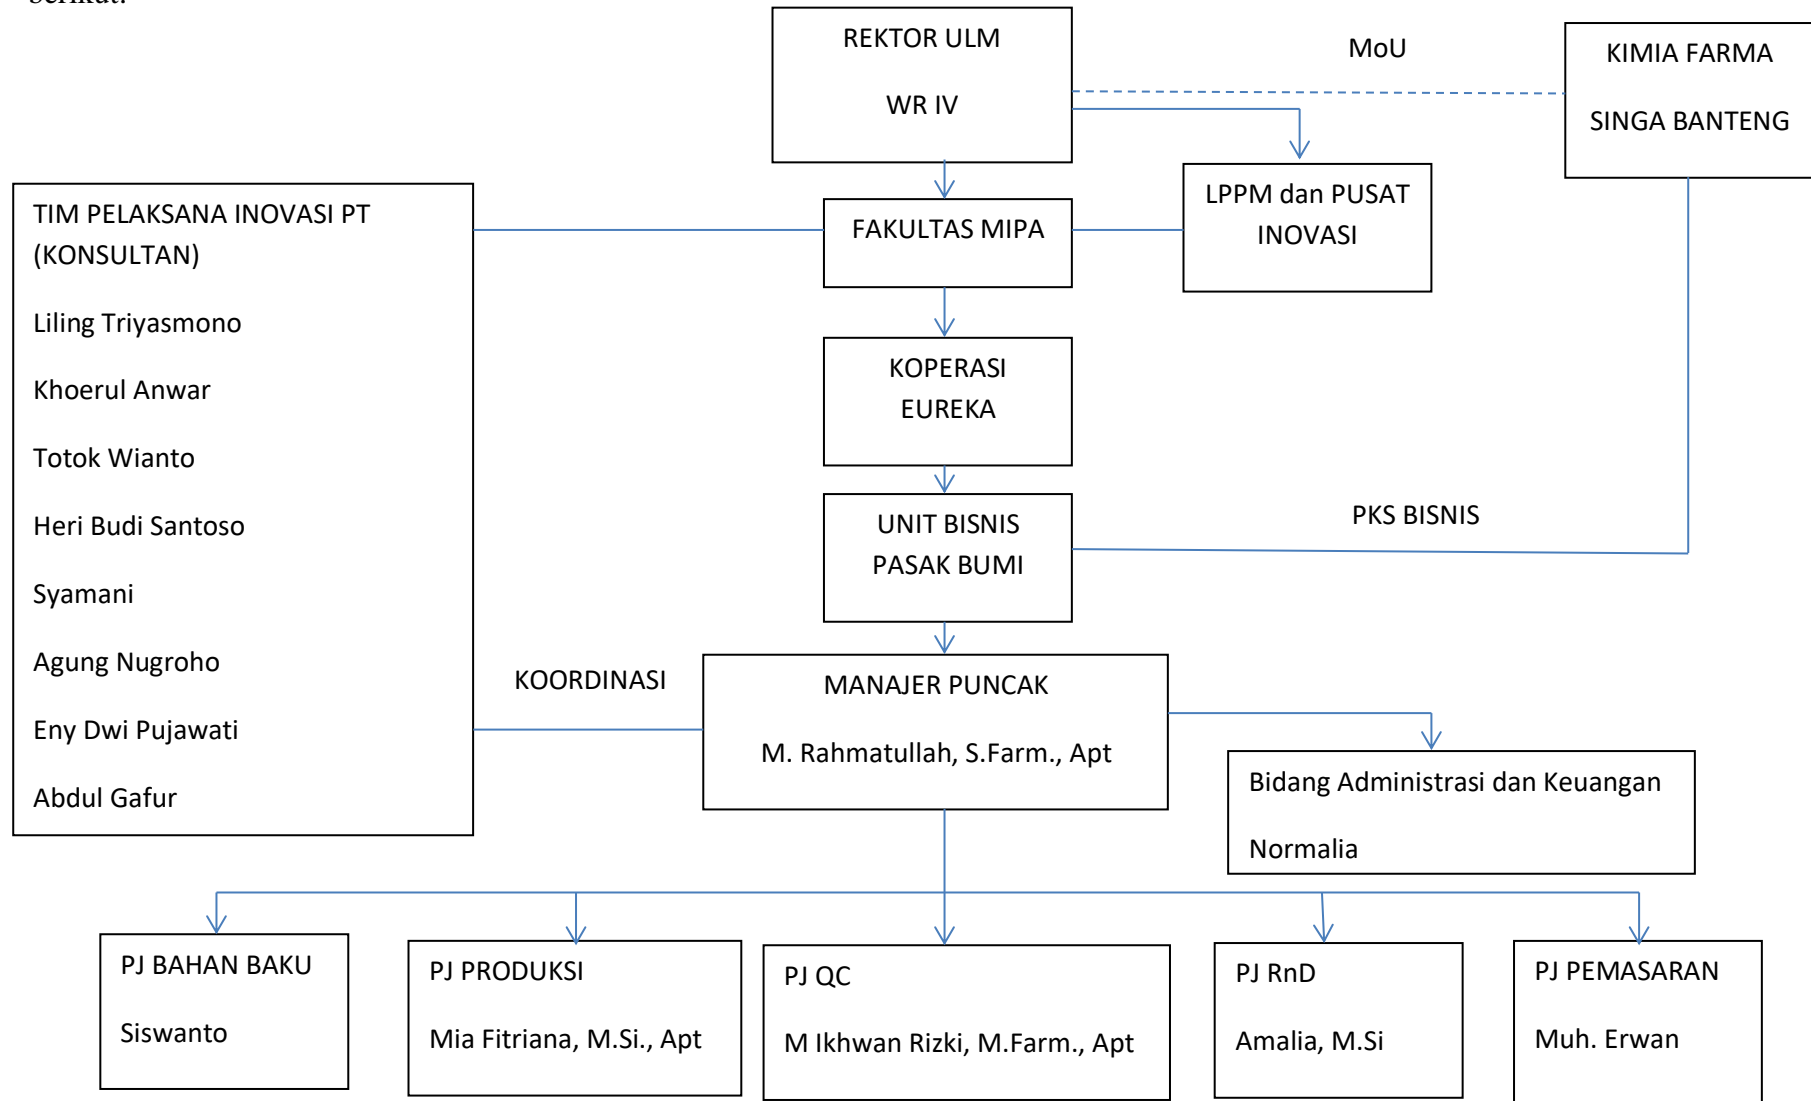 berikut:
REKTOR ULM
WR IV
MoU
KIMIA FARMA
SINGA BANTENG
TIM PELAKSANA INOVASI PT
(KONSULTAN)
Liling Triyasmono
Khoerul Anwar
Totok Wianto
Heri Budi Santoso
Syamani
Agung Nugroho
Eny Dwi Pujawati
Abdul Gafur
FAKULTAS MIPA
LPPM dan PUSAT
INOVASI
KOPERASI
EUREKA
UNIT BISNIS
PASAK BUMI
PKS BISNIS
KOORDINASI
MANAJER PUNCAK
M. Rahmatullah, S.Farm., Apt
Bidang Administrasi dan Keuangan
Normalia
PJ BAHAN BAKU
Siswanto
PJ PRODUKSI
Mia Fitriana, M.Si., Apt
PJ QC
M Ikhwan Rizki, M.Farm., Apt
PJ RnD
Amalia, M.Si
PJ PEMASARAN
Muh. Erwan